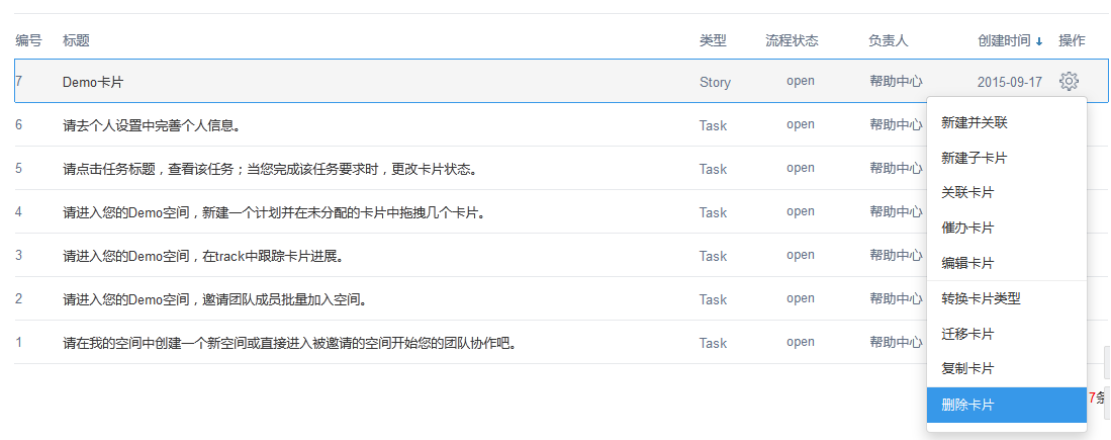 编号 标题 类型 流程状态 负责人 创建时间 ↓ 操作
7 Demo卡片 Story open 帮助中心 2015-09-17
6 请去个人设置中完善个人信息。 Task open 帮助中心
5 请点击任务标题，查看该任务；当您完成该任务要求时，更改卡片状态。 Task open 帮助中心
4 请进入您的Demo空间，新建一个计划并在未分配的卡片中拖拽几个卡片。 Task open 帮助中心
3 请进入您的Demo空间，在track中跟踪卡片进展。 Task open 帮助中心
2 请进入您的Demo空间，邀请团队成员批量加入空间。 Task open 帮助中心
1 请在我的空间中创建一个新空间或直接进入被邀请的空间开始您的团队协作吧。 Task open 帮助中心
新建并关联
新建子卡片
关联卡片
催办卡片
编辑卡片
转换卡片类型
迁移卡片
复制卡片
删除卡片
7条